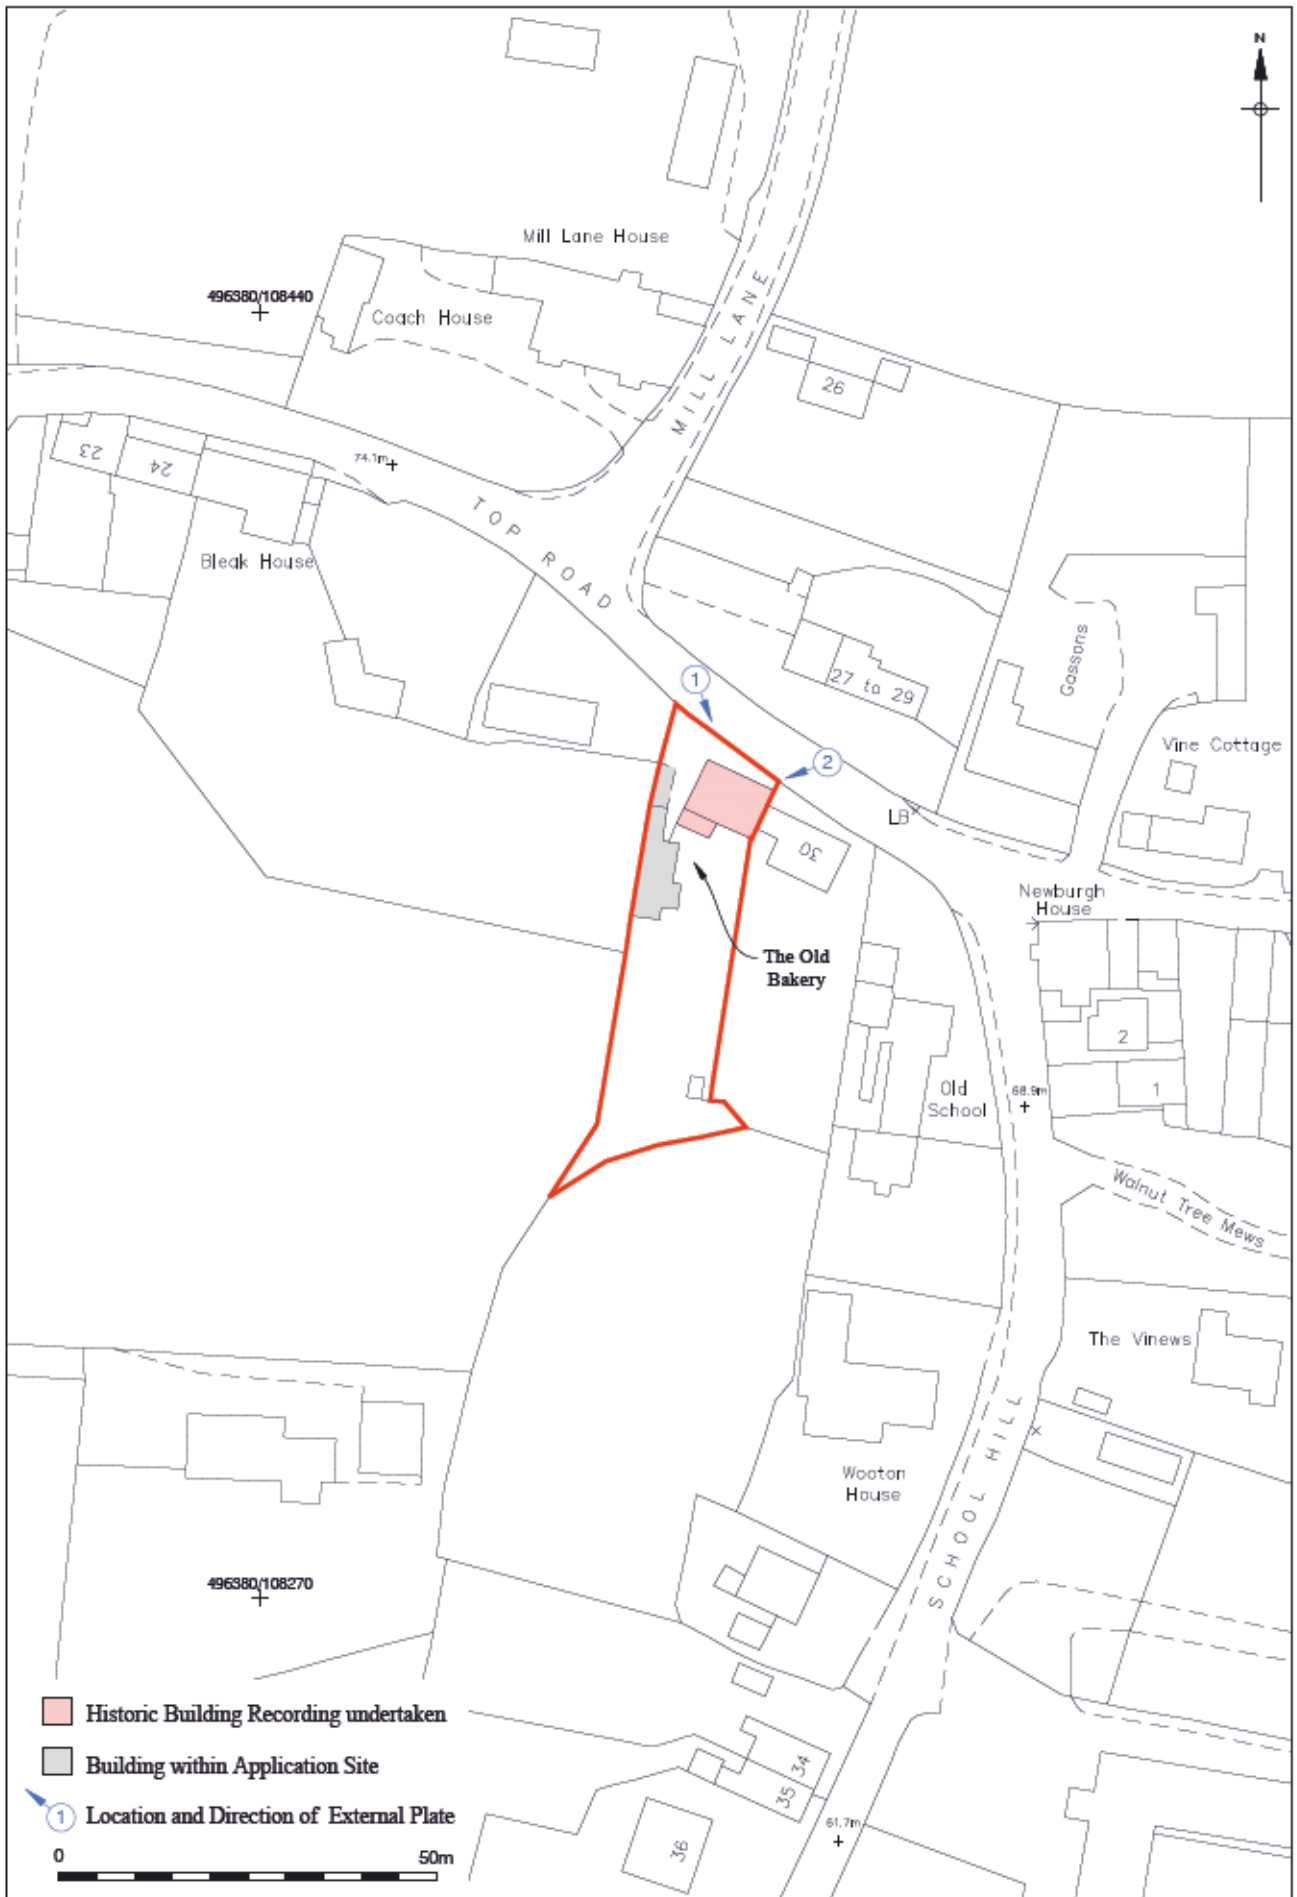 N
Mill Lane House
496380/108440
Coach House
MILL LANE
26
23
24
74.1m
TOP ROAD
Bleak House
Gassons
27 to 29
1
Vine Cottage
2
LB
30
Newburgh
House
The Old
Bakery
2
Old
School
68.9m
1
Walnut Tree Mews
The Vinews
SCHOOL HILL
Wooton
House
496380/108270
Historic Building Recording undertaken
34
Building within Application Site
35
1 Location and Direction of External Plate
61.7m
36
0 50m